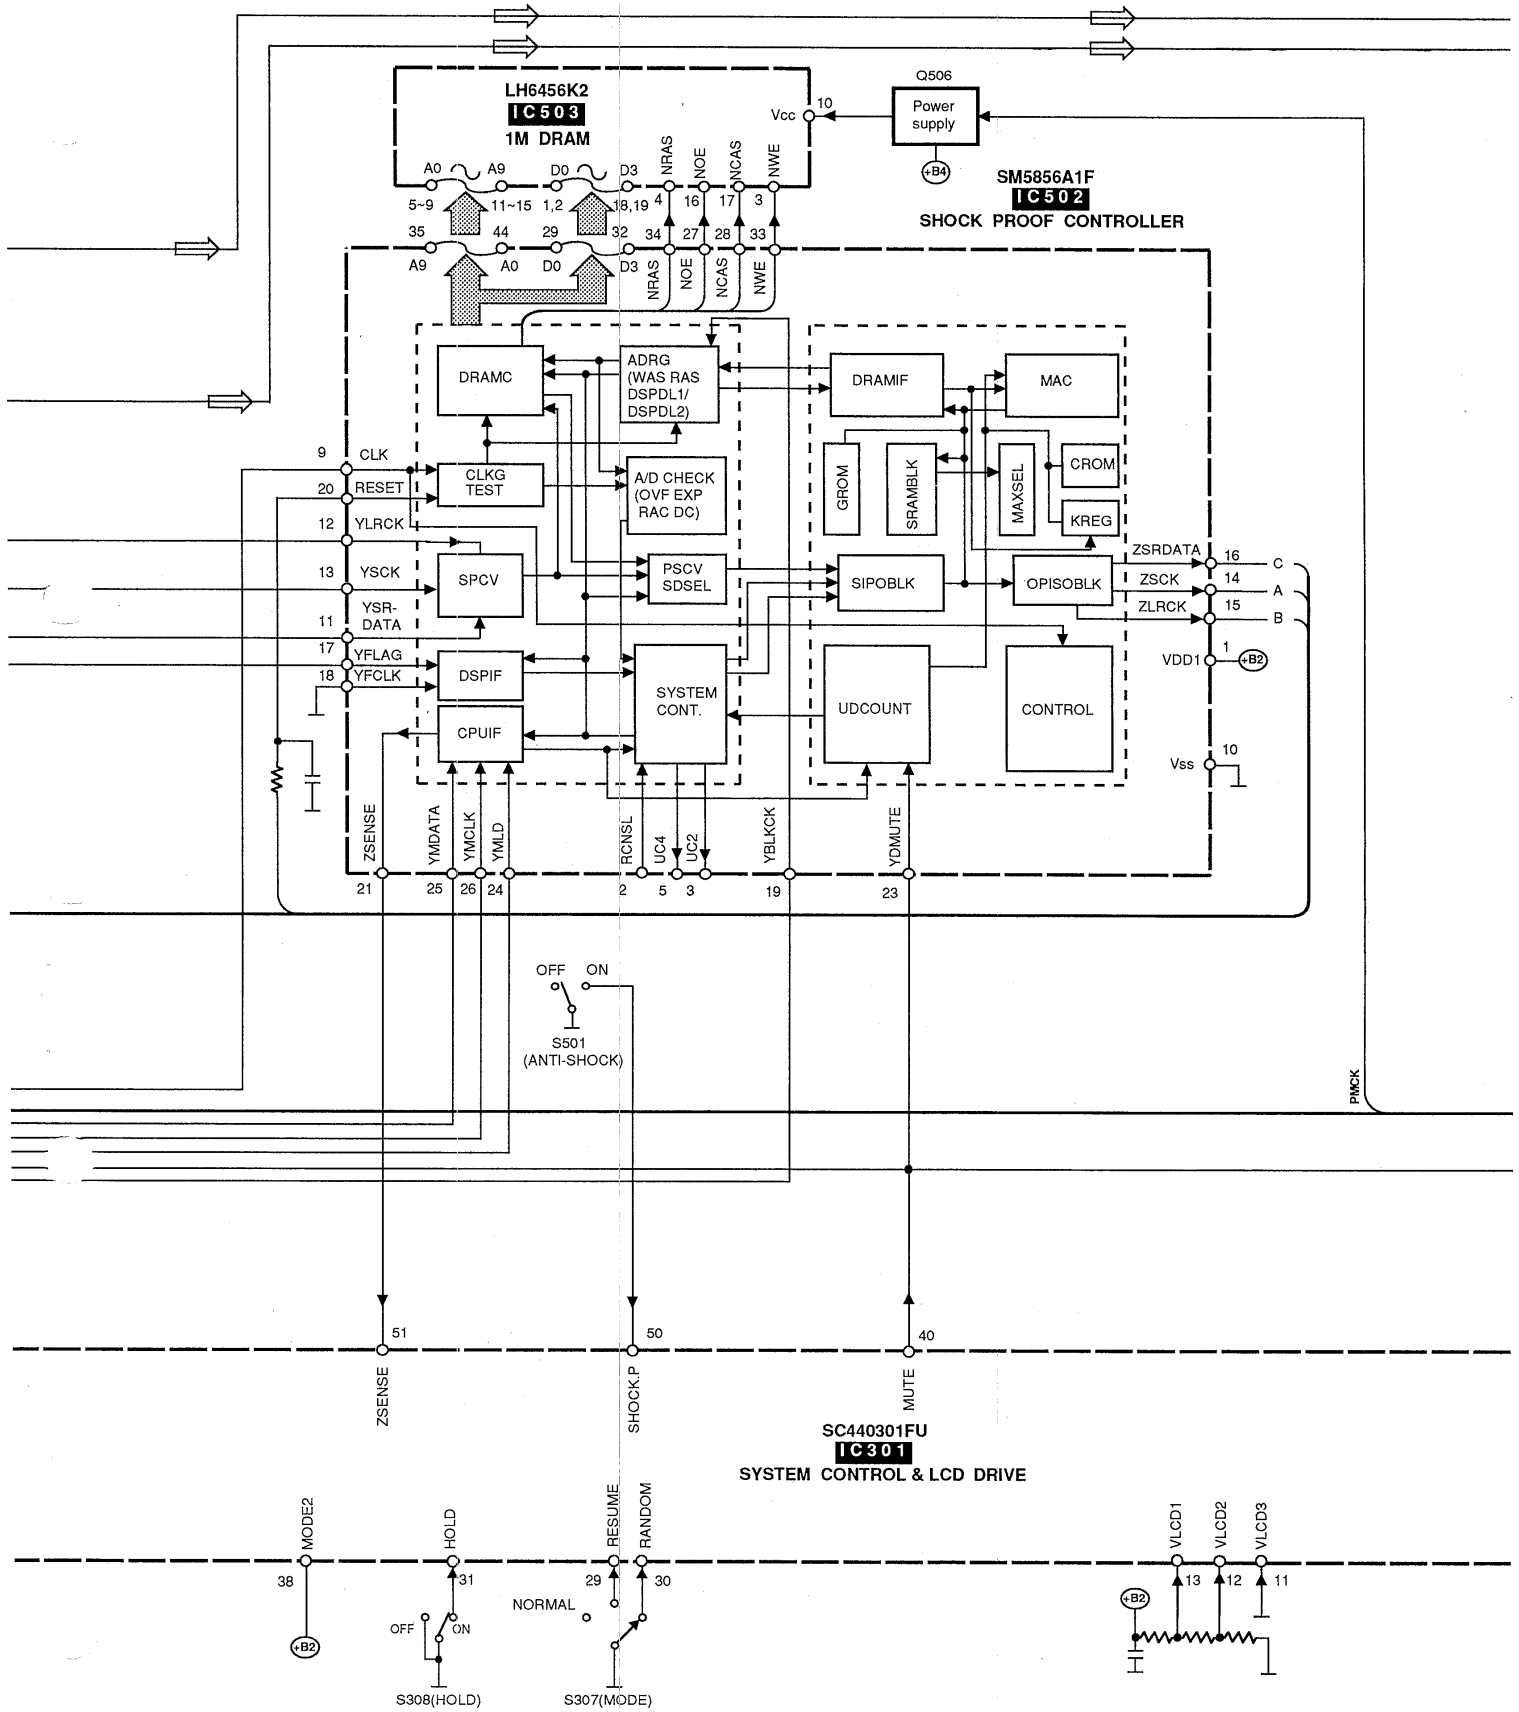 Q506
LH6456K2
IC503
1M DRAM
Vcc
10
Power
supply
+B4
NRAS
NOE
NCAS
NWE
A0
A9
D0
D3
5~9
11~15
1,2
18,19
4
16
17
3
SM5856A1F
IC502
SHOCK PROOF CONTROLLER
35
44
29
32
34
27
28
33
A9
A0
D0
D3
NRAS
NOE
NCAS
NWE
DRAMC
ADRG
(WAS RAS
DSPDL1/
DSPDL2)
DRAMIF
MAC
9
CLK
20
RESET
CLKG
TEST
A/D CHECK
(OVF EXP
RAC DC)
GROM
SRAMBLK
MAXSEL
CROM
KREG
12
YLRCK
13
YSCK
SPCV
PSCV
SDSEL
SIPOBLK
OPISOBLK
ZSRDATA
16
C
ZSCK
14
A
ZLRCK
15
B
YSR-
DATA
11
17
YFLAG
18
YFCLK
DSPIF
CPUIF
SYSTEM
CONT.
UDCOUNT
CONTROL
VDD1
1
+B2
Vss
10
ZSENSE
YMDATA
YMCLK
YMLD
RCNSL
UC4
UC2
YBLKCK
YDMUTE
21
25
26
24
2
5
3
19
23
OFF
ON
S501
(ANTI-SHOCK)
PMCK
51
50
40
ZSENSE
SHOCK.P
MUTE
SC440301FU
IC301
SYSTEM CONTROL & LCD DRIVE
MODE2
HOLD
RESUME
RANDOM
VLCD1
VLCD2
VLCD3
38
31
29
30
13
12
11
+B2
OFF
ON
NORMAL
+B2
S308(HOLD)
S307(MODE)